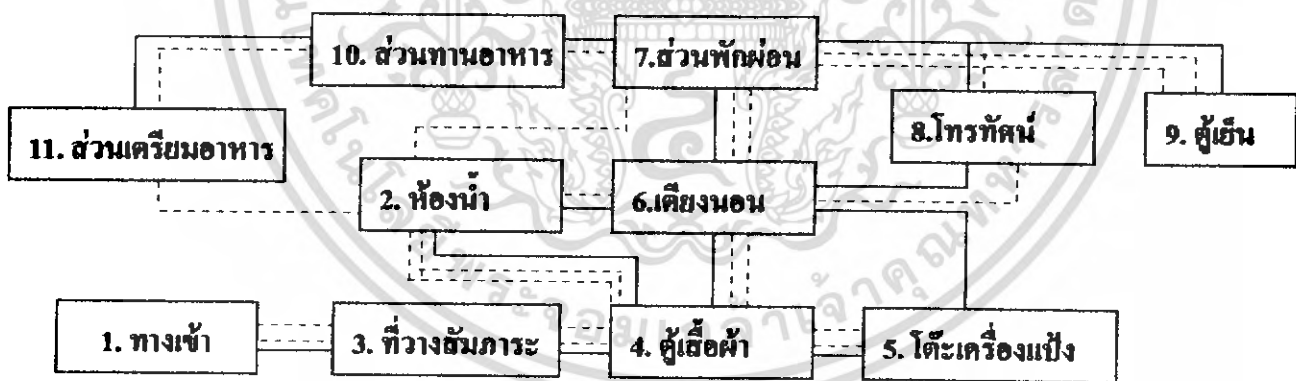 10. ส่วนทานอาหาร
7.ส่วนพักผ่อน
11. ส่วนเตรียมอาหาร
8.โทรทัศน์
9. ตู้เย็น
2. ห้องน้ำ
6.เตียงนอน
1. ทางเข้า
3. ที่วางสัมภาระ
4. ตู้เสื้อผ้า
5. โต๊ะเครื่องแป้ง